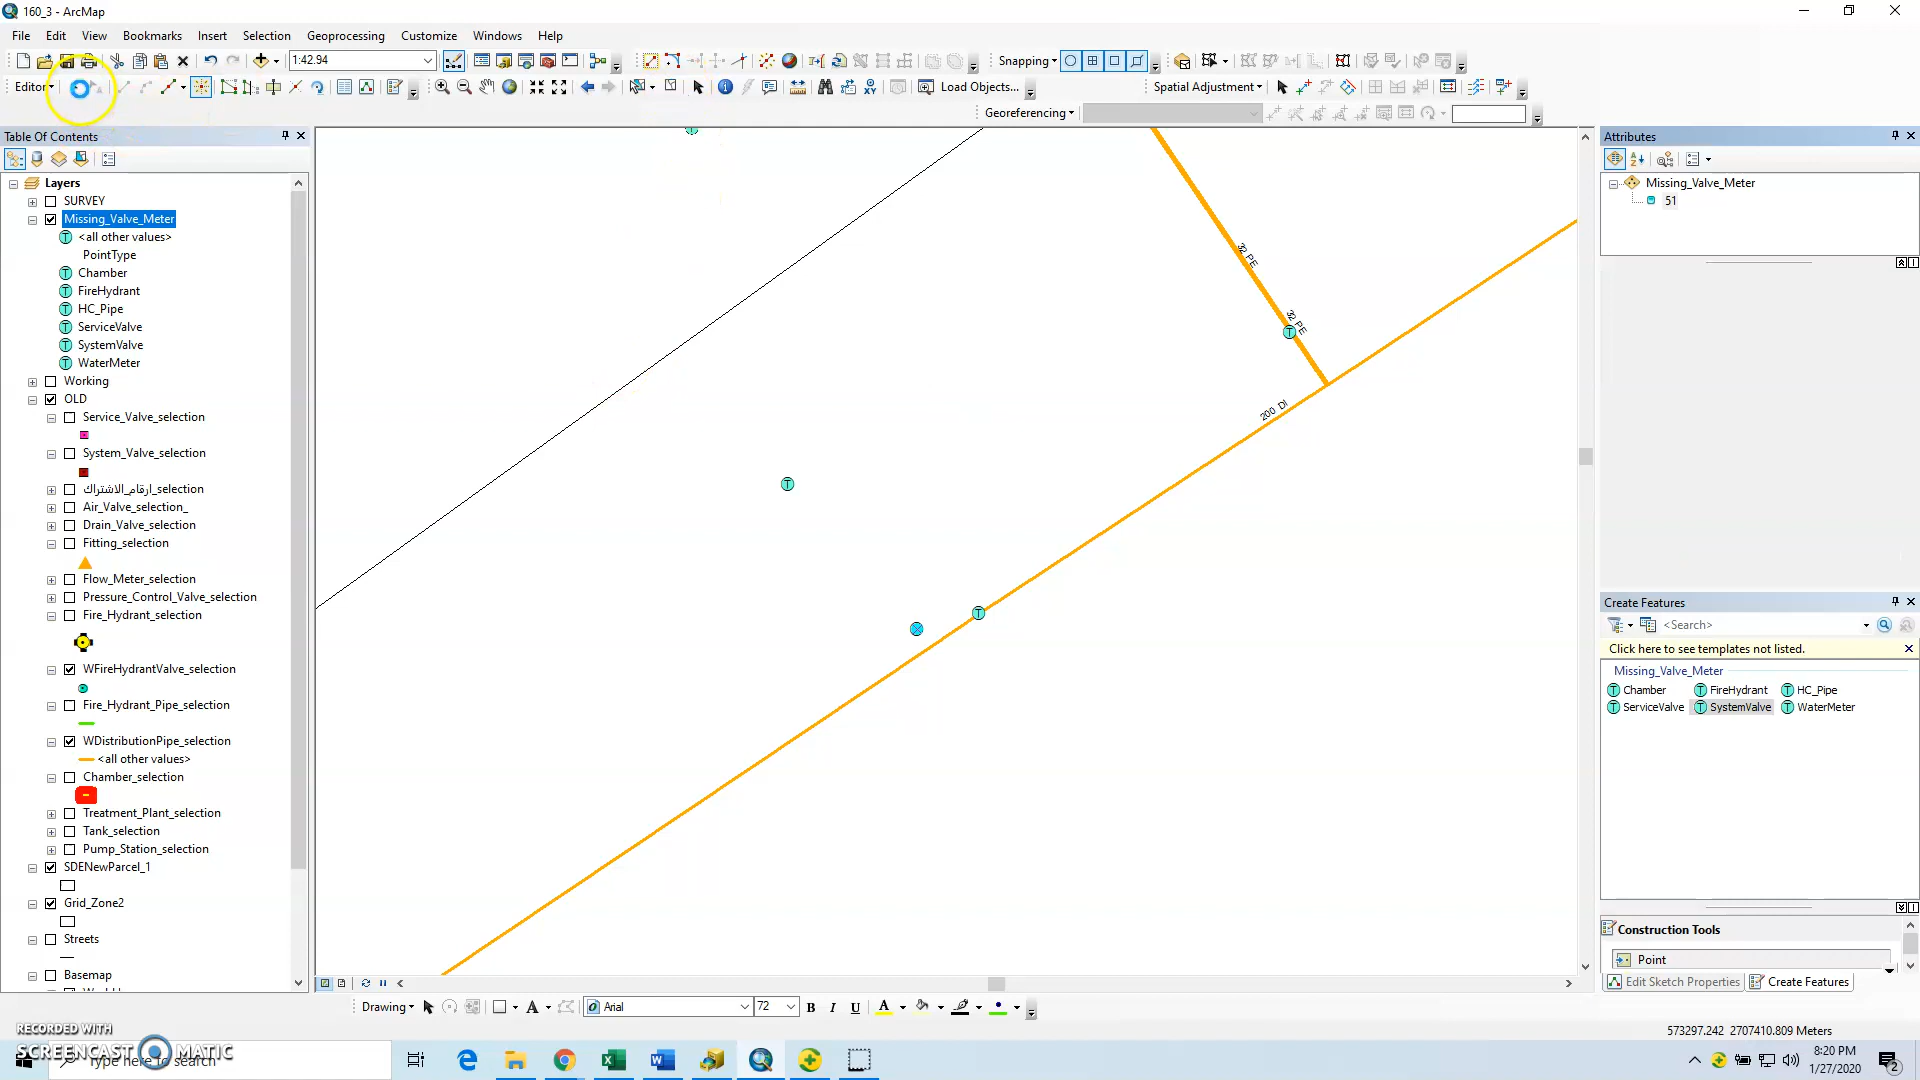 160_3 - ArcMap
File Edit View Bookmarks Insert Selection Geoprocessing Customize Windows Help
1:42.94
Snapping
Editor
Load Objects...
Spatial Adjustment
Georeferencing
Table Of Contents
Layers
SURVEY
Missing_Valve_Meter
<all other values>
PointType
Chamber
FireHydrant
HC_Pipe
ServiceValve
SystemValve
WaterMeter
Working
OLD
Service_Valve_selection
System_Valve_selection
ارقام_الاشتراك_selection
Air_Valve_selection_
Drain_Valve_selection
Fitting_selection
Flow_Meter_selection
Pressure_Control_Valve_selection
Fire_Hydrant_selection
WFireHydrantValve_selection
Fire_Hydrant_Pipe_selection
WDistributionPipe_selection
<all other values>
Chamber_selection
Treatment_Plant_selection
Tank_selection
Pump_Station_selection
SDENewParcel_1
Grid_Zone2
Streets
Basemap
32 PE
32 PE
200 DI
Attributes
Missing_Valve_Meter
51
Create Features
<Search>
Click here to see templates not listed.
Missing_Valve_Meter
Chamber FireHydrant HC_Pipe
ServiceValve SystemValve WaterMeter
Construction Tools
Point
Edit Sketch Properties Create Features
Drawing
Arial 72 B I U A
573297.242 2707410.809 Meters
RECORDED WITH
SCREENCAST MATIC
Type here to search
8:20 PM
1/27/2020
2